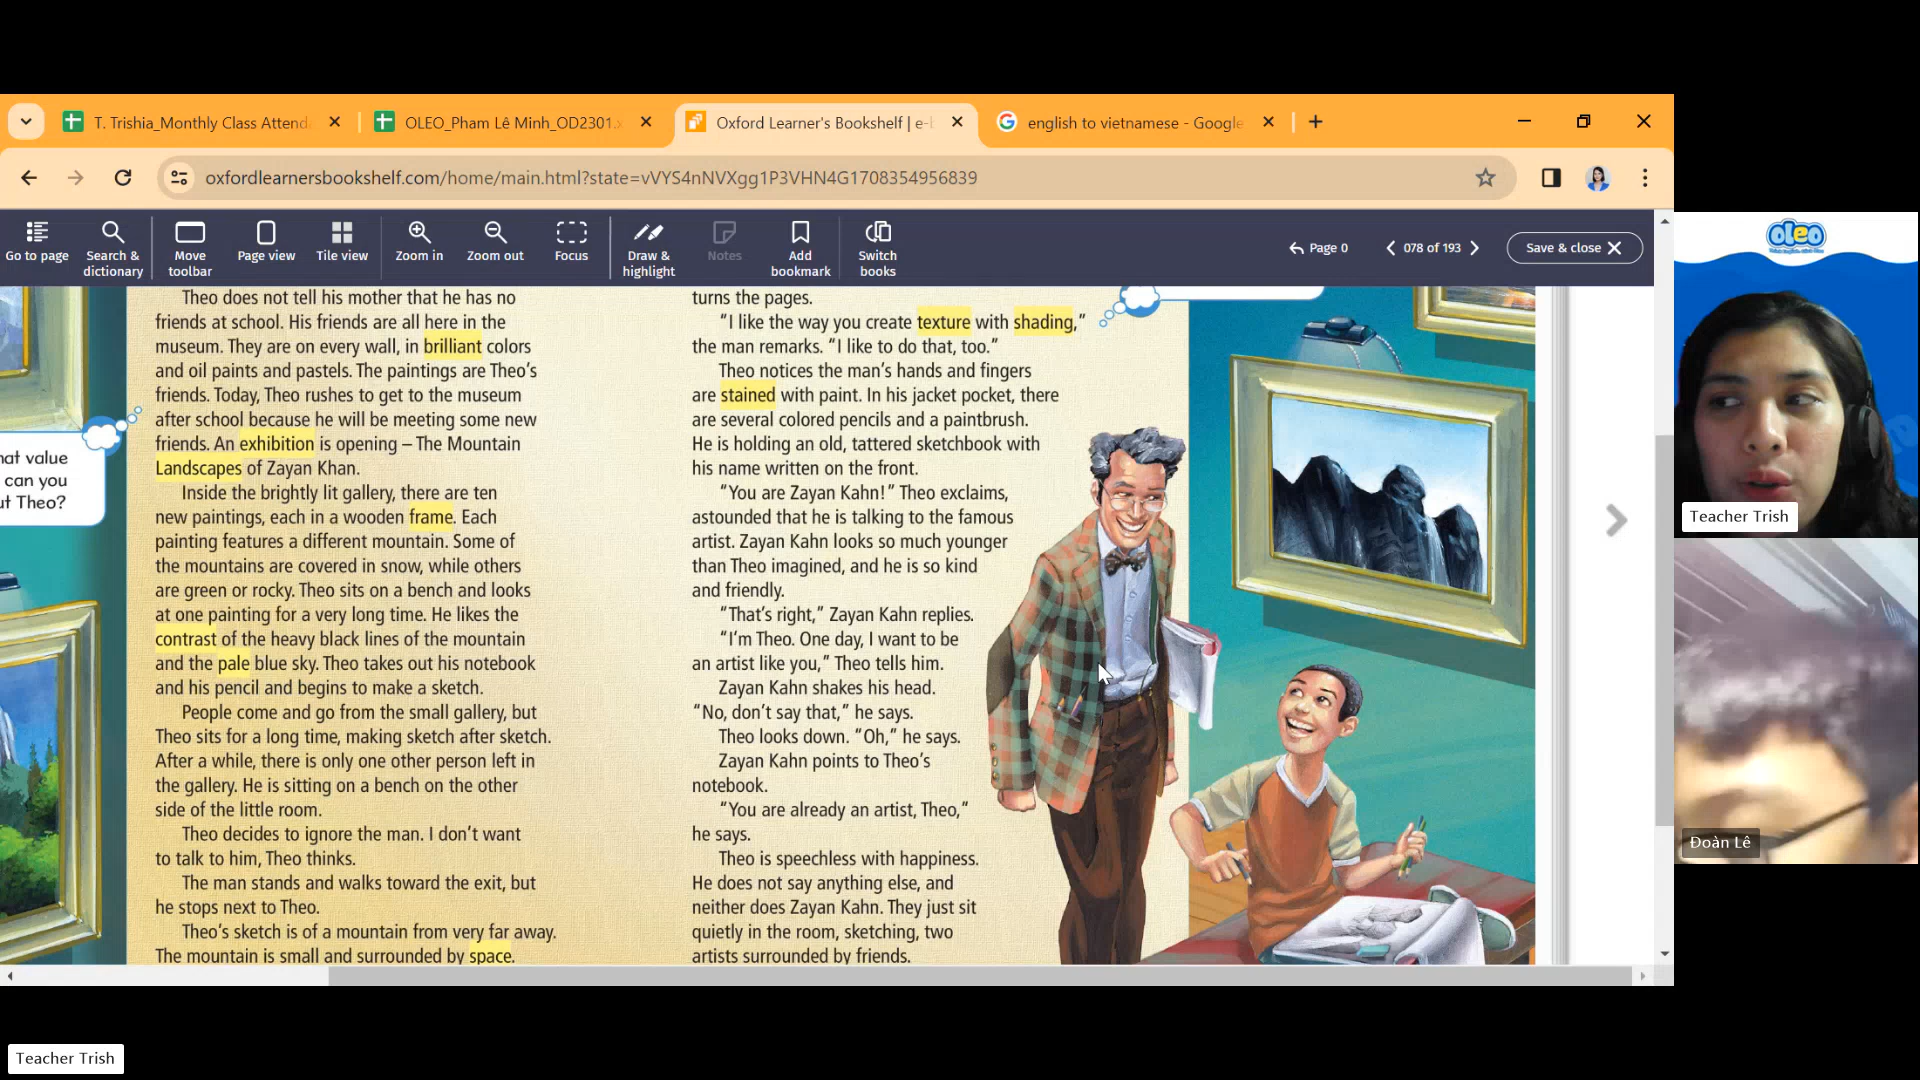 T. Trishia_Monthly Class Attend
OLEO_Pham Lê Minh_OD2301.x
Oxford Learner's Bookshelf | e-b
english to vietnamese - Google
oxfordlearnersbookshelf.com/home/main.html?state=vVYS4nNVXgg1P3VHN4G1708354956839
Go to page
Search & dictionary
Move toolbar
Page view
Tile view
Zoom in
Zoom out
Focus
Draw & highlight
Notes
Add bookmark
Switch books
Page 0
078 of 193
Save & close
hat value
can you
ut Theo?
Theo does not tell his mother that he has no
friends at school. His friends are all here in the
museum. They are on every wall, in brilliant colors
and oil paints and pastels. The paintings are Theo's
friends. Today, Theo rushes to get to the museum
after school because he will be meeting some new
friends. An exhibition is opening – The Mountain
Landscapes of Zayan Khan.
Inside the brightly lit gallery, there are ten
new paintings, each in a wooden frame. Each
painting features a different mountain. Some of
the mountains are covered in snow, while others
are green or rocky. Theo sits on a bench and looks
at one painting for a very long time. He likes the
contrast of the heavy black lines of the mountain
and the pale blue sky. Theo takes out his notebook
and his pencil and begins to make a sketch.
People come and go from the small gallery, but
Theo sits for a long time, making sketch after sketch.
After a while, there is only one other person left in
the gallery. He is sitting on a bench on the other
side of the little room.
Theo decides to ignore the man. I don't want
to talk to him, Theo thinks.
The man stands and walks toward the exit, but
he stops next to Theo.
Theo's sketch is of a mountain from very far away.
The mountain is small and surrounded by space.
turns the pages.
"I like the way you create texture with shading,"
the man remarks. "I like to do that, too."
Theo notices the man's hands and fingers
are stained with paint. In his jacket pocket, there
are several colored pencils and a paintbrush.
He is holding an old, tattered sketchbook with
his name written on the front.
"You are Zayan Kahn!" Theo exclaims,
astounded that he is talking to the famous
artist. Zayan Kahn looks so much younger
than Theo imagined, and he is so kind
and friendly.
"That's right," Zayan Kahn replies.
"I'm Theo. One day, I want to be
an artist like you," Theo tells him.
Zayan Kahn shakes his head.
"No, don't say that," he says.
Theo looks down. "Oh," he says.
Zayan Kahn points to Theo's
notebook.
"You are already an artist, Theo,"
he says.
Theo is speechless with happiness.
He does not say anything else, and
neither does Zayan Kahn. They just sit
quietly in the room, sketching, two
artists surrounded by friends.
oleo
Teacher Trish
Đoàn Lê
Teacher Trish